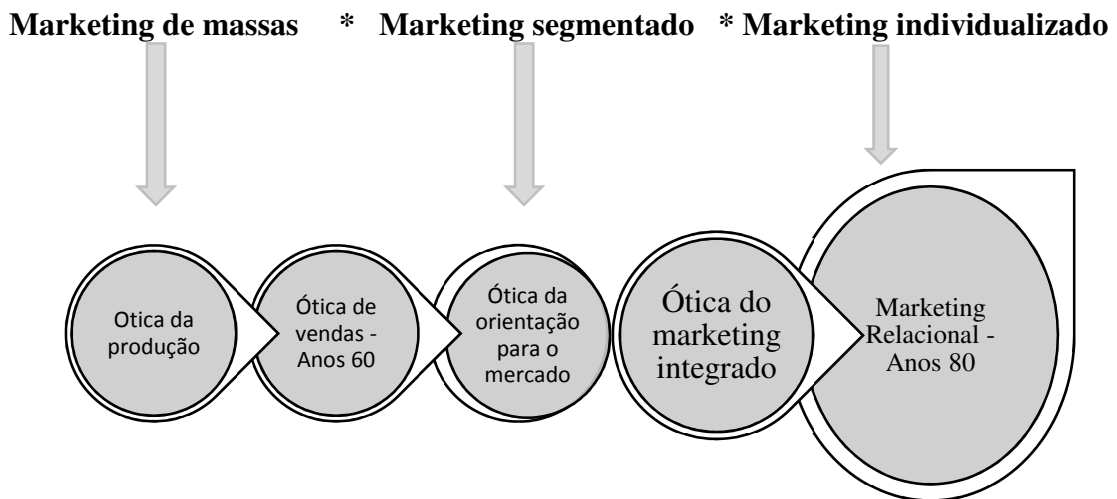 Marketing de massas * Marketing segmentado * Marketing individualizado
Otica da
produção
Ótica de
vendas -
Anos 60
Ótica da
orientação
para o
mercado
Ótica do
marketing
integrado
Marketing
Relacional -
Anos 80